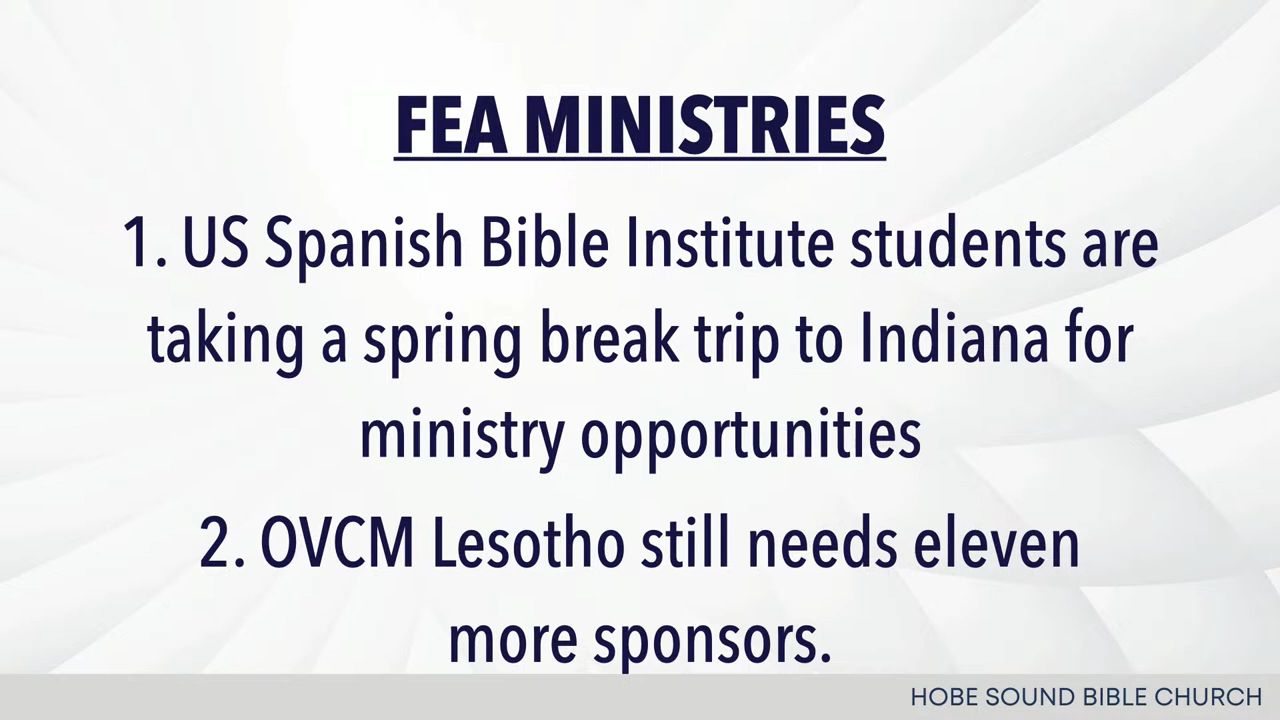 FEA MINISTRIES
1. US Spanish Bible Institute students are
taking a spring break trip to Indiana for
ministry opportunities
2. OVCM Lesotho still needs eleven
more sponsors.
HOBE SOUND BIBLE CHURCH